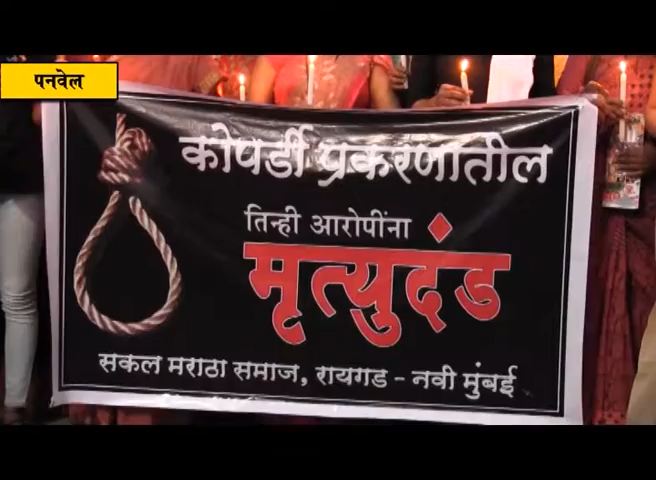 पनवेल
कोपर्डी प्रकरणातील
तिन्ही आरोपींना
मृत्युदंड
सकल मराठा समाज, रायगड - नवी मुंबई